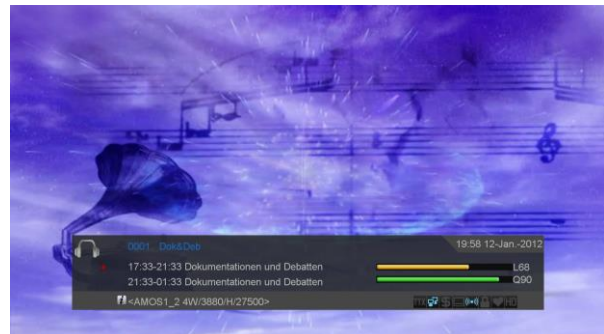 0001. Dok&Deb
19:58 12-Jan.-2012
17:33-21:33 Dokumentationen und Debatten
L68
21:33-01:33 Dokumentationen und Debatten
Q90
<AMOS1_2 4W/3880/H/27500>
HD